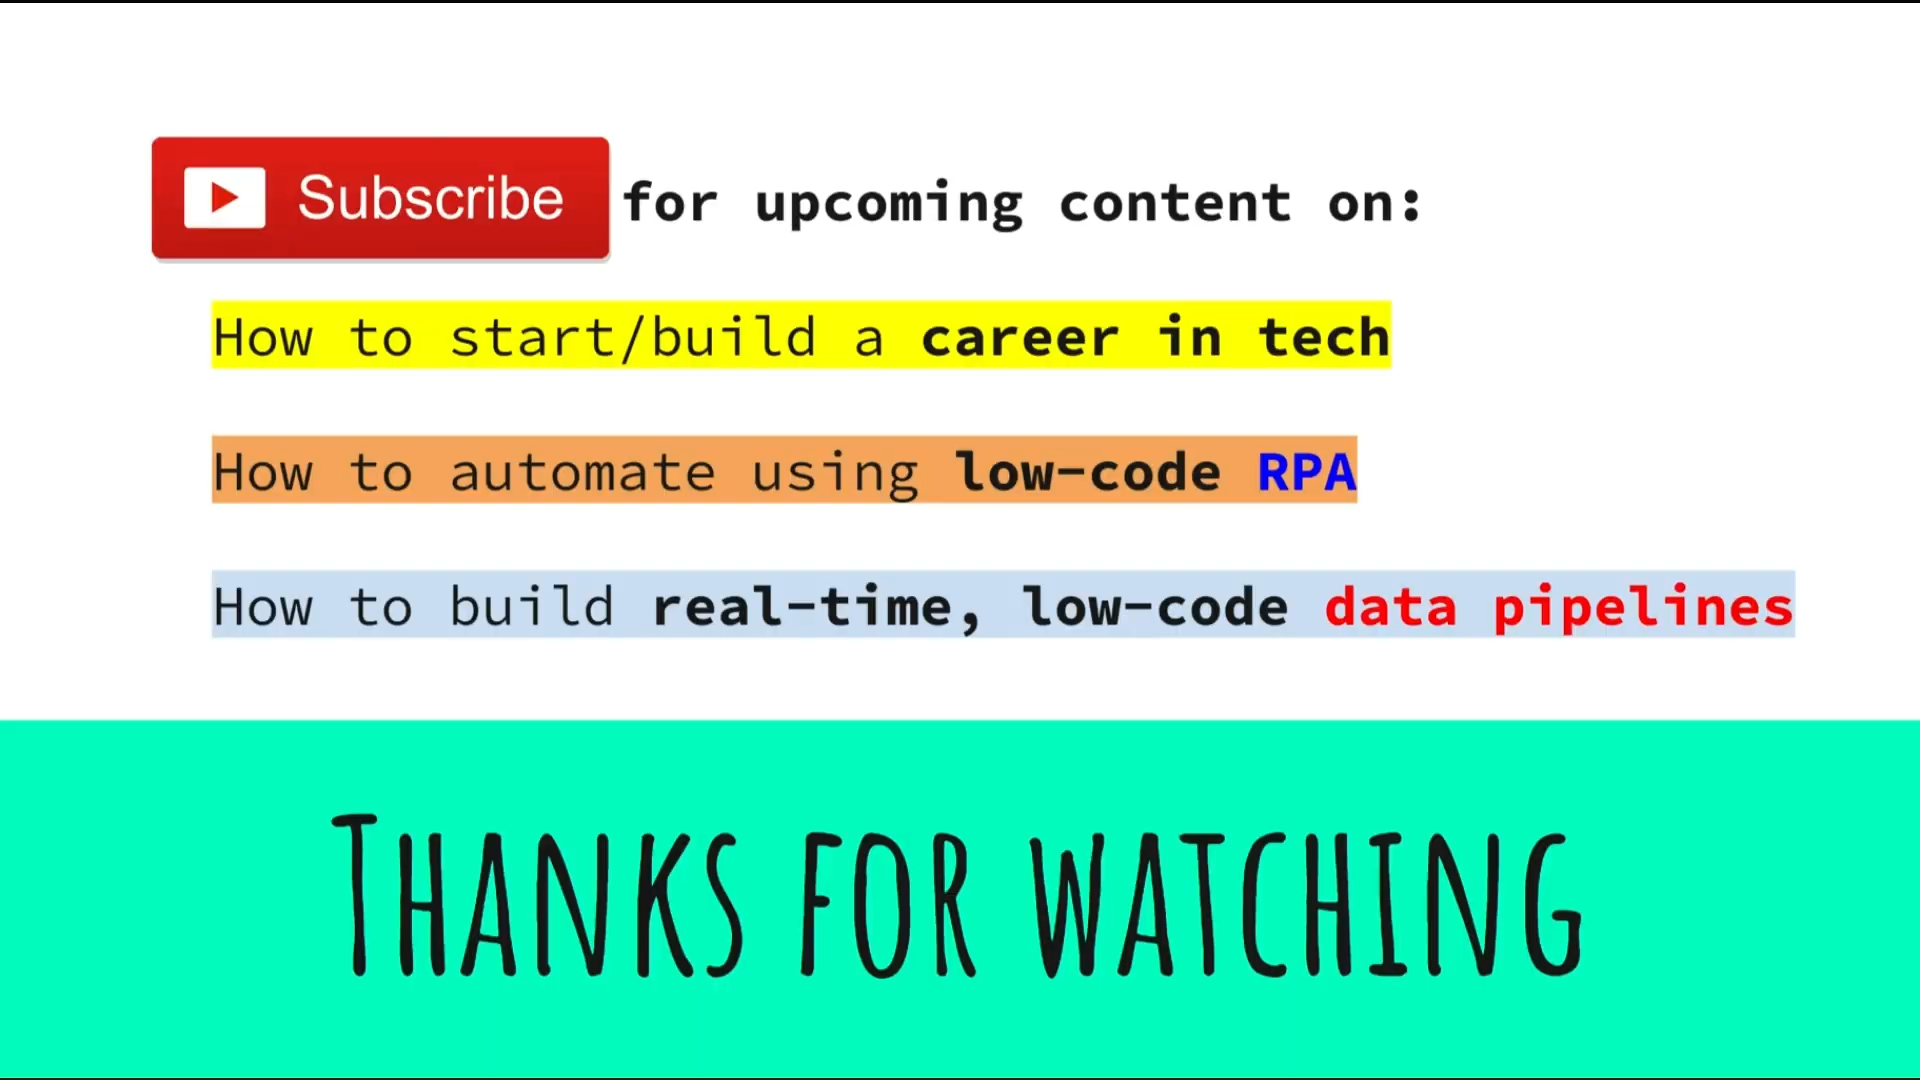 Subscribe for upcoming content on:
How to start/build a career in tech
How to automate using low-code RPA
How to build real-time, low-code data pipelines
THANKS FOR WATCHING